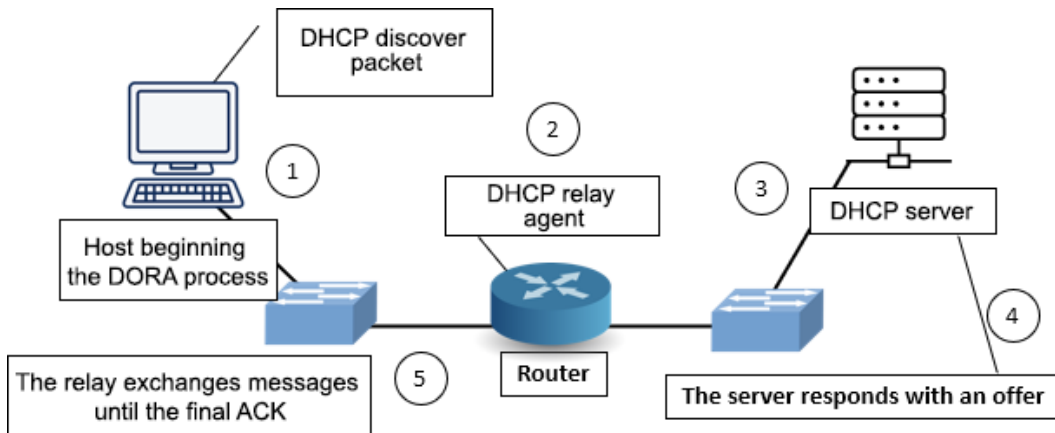 DHCP discover
packet
1
2
3
DHCP relay
agent
DHCP server
Host beginning
the DORA process
4
The relay exchanges messages
until the final ACK
5
Router
The server responds with an offer